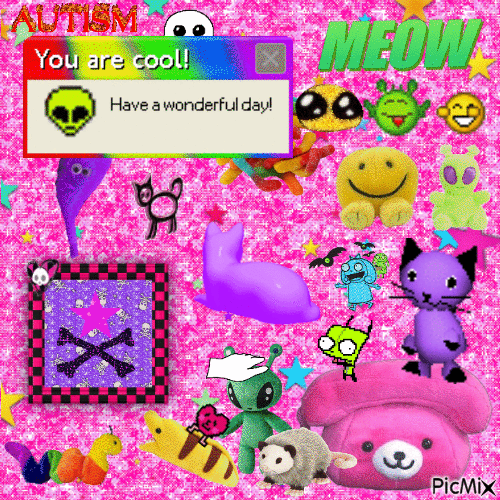 AUTISM
MEOW
You are cool!
Have a wonderful day!
PicMix